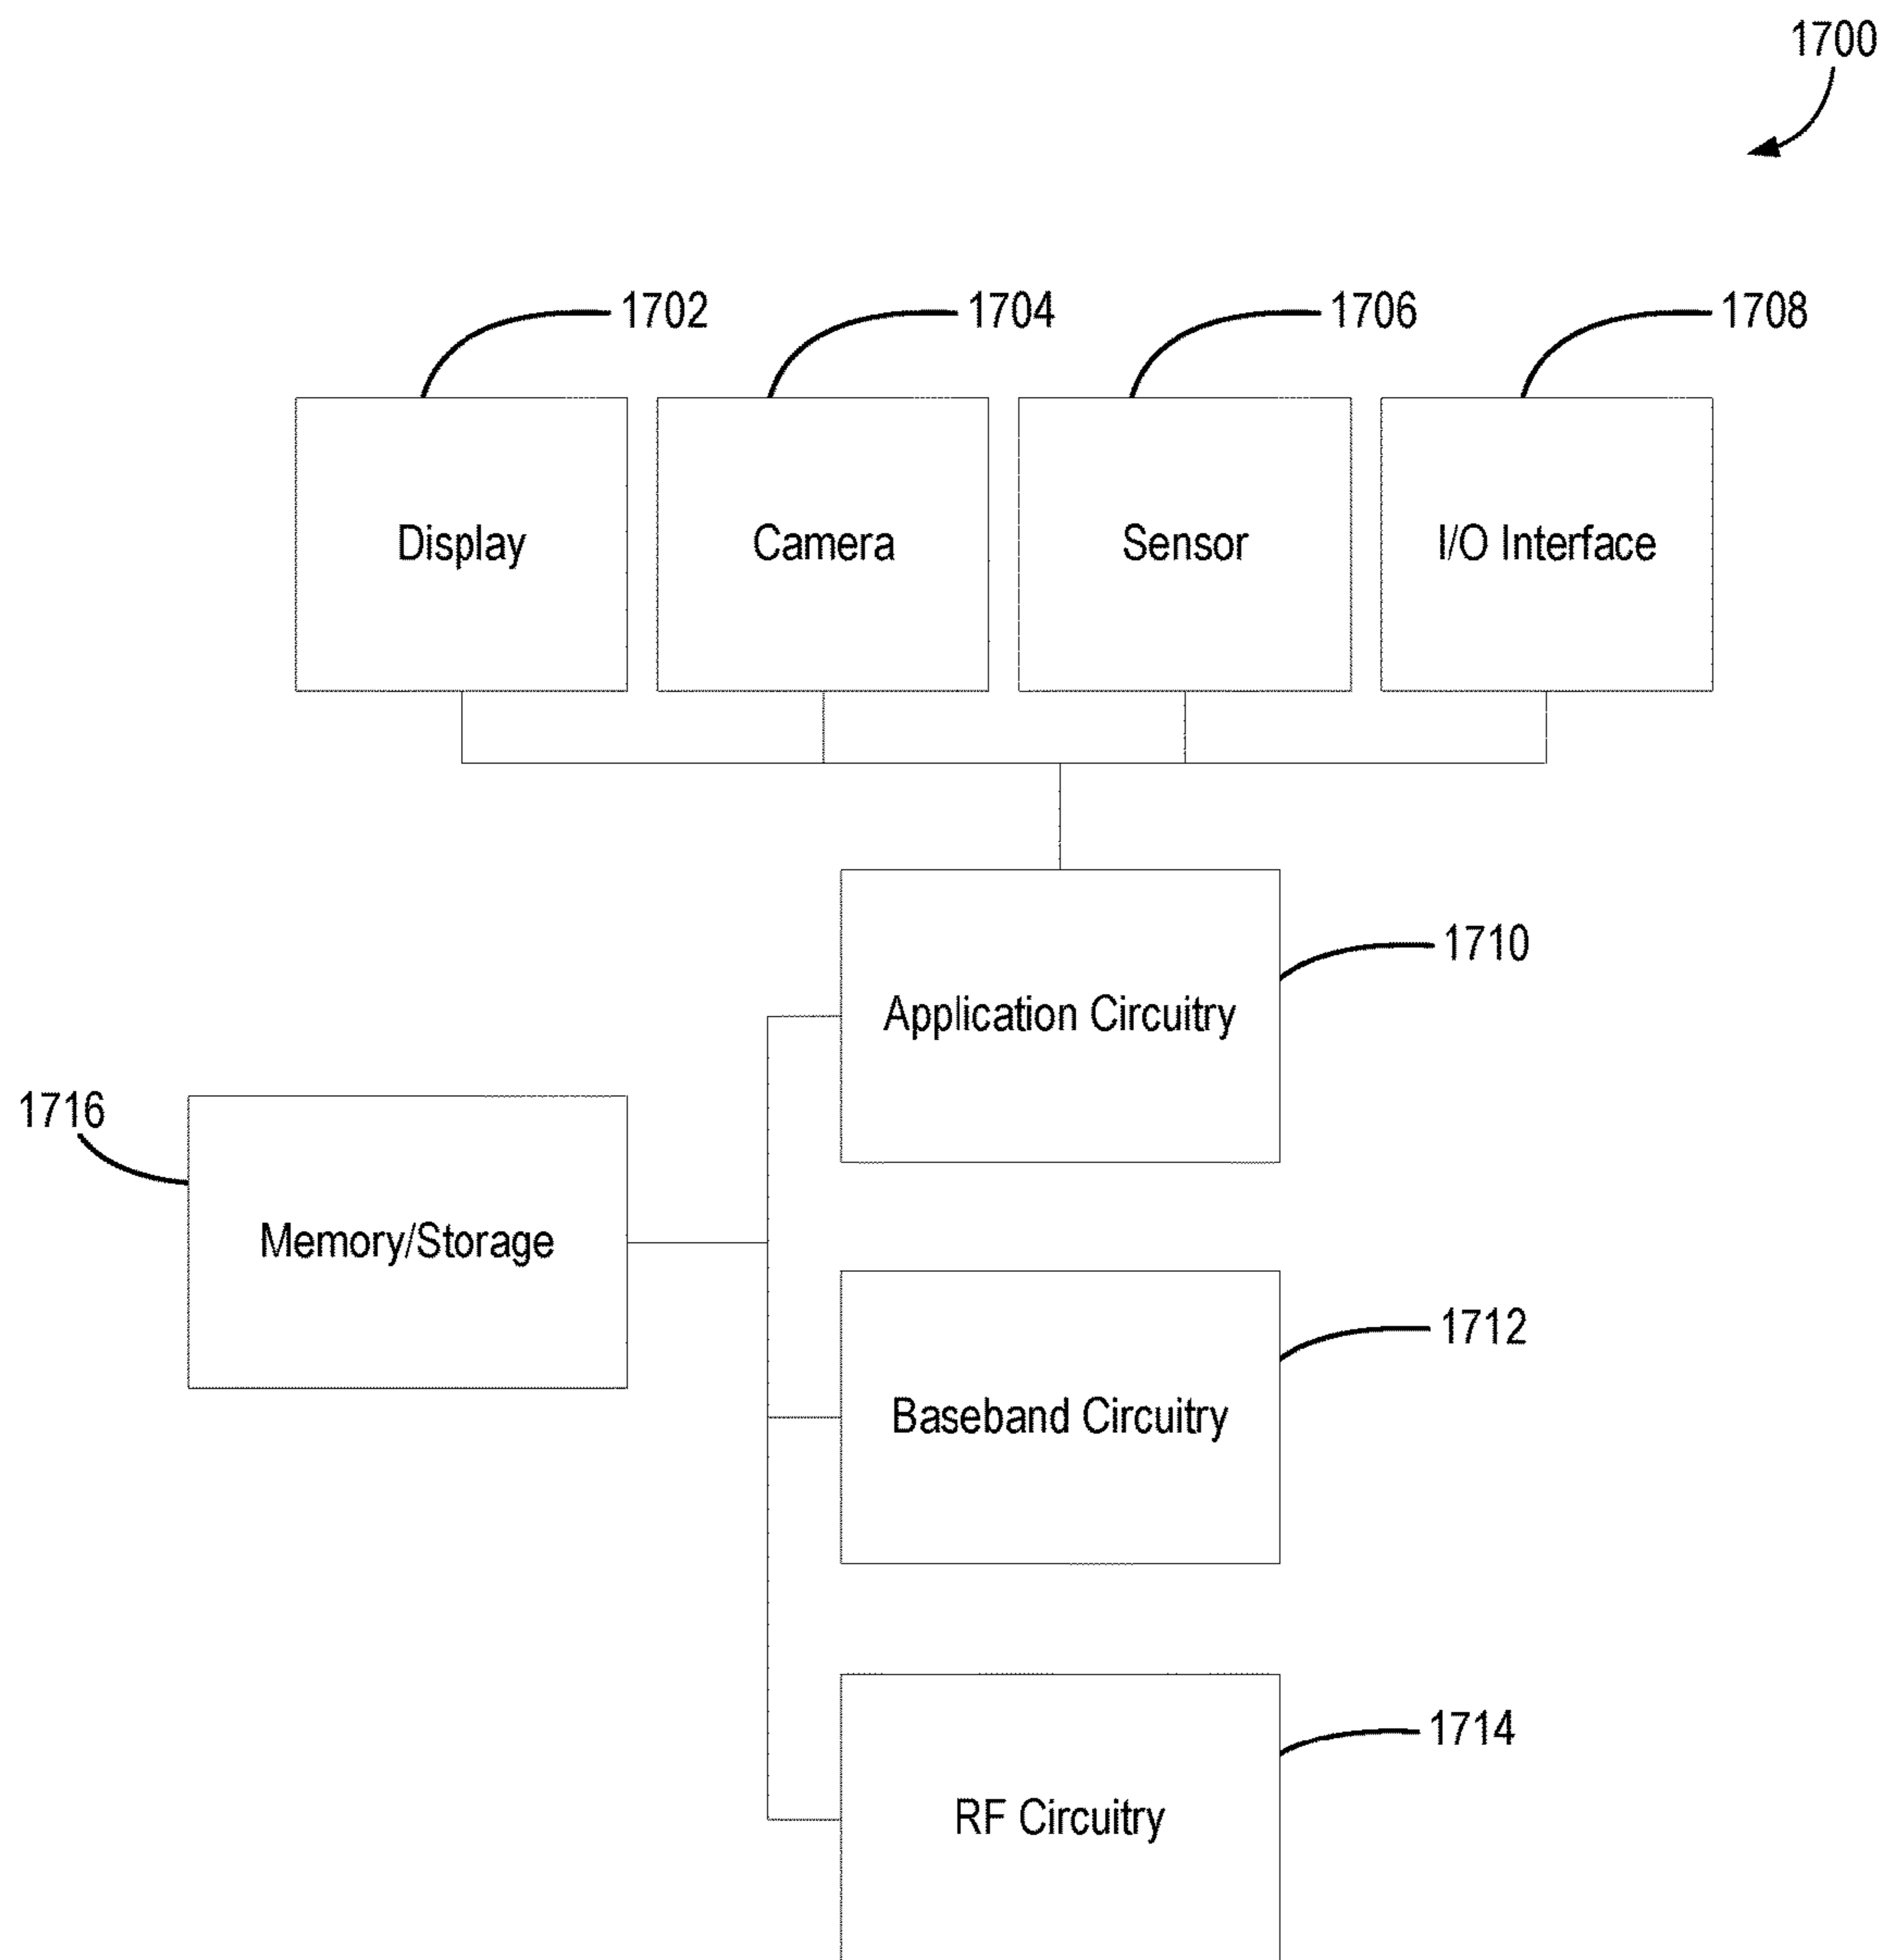 1700
1702
1704
1706
1708
Display
Camera
Sensor
I/O Interface
1710
Application Circuitry
1716
Memory/Storage
1712
Baseband Circuitry
1714
RF Circuitry